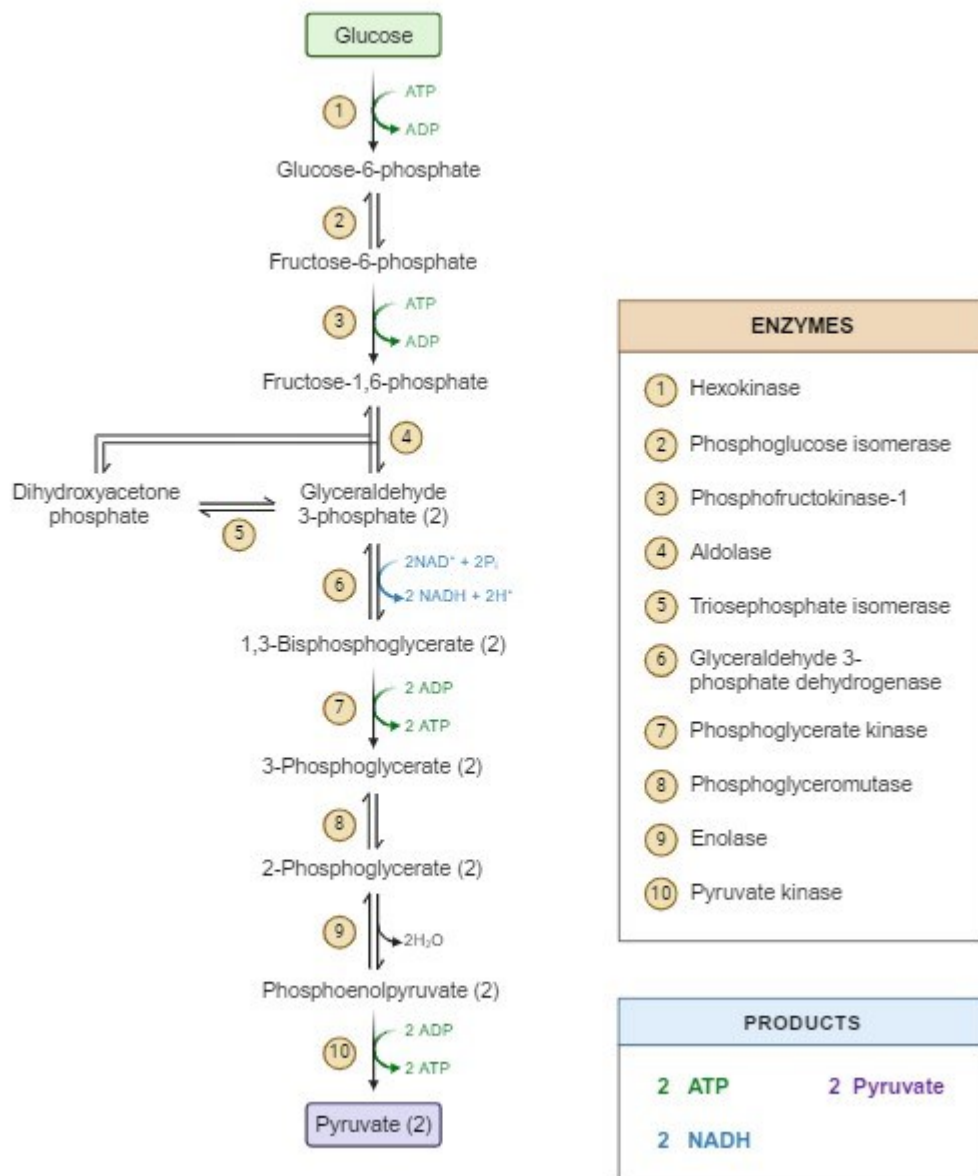 Glucose
1
ATP
ADP
Glucose-6-phosphate
2
Fructose-6-phosphate
3
ATP
ADP
Fructose-1,6-phosphate
4
Dihydroxyacetone
phosphate
Glyceraldehyde
3-phosphate (2)
5
6
2NAD⁺ + 2Pᵢ
2 NADH + 2H⁺
1,3-Bisphosphoglycerate (2)
7
2 ADP
2 ATP
3-Phosphoglycerate (2)
8
2-Phosphoglycerate (2)
9
2H₂O
Phosphoenolpyruvate (2)
10
2 ADP
2 ATP
Pyruvate (2)
ENZYMES
1 Hexokinase
2 Phosphoglucose isomerase
3 Phosphofructokinase-1
4 Aldolase
5 Triosephosphate isomerase
6 Glyceraldehyde 3-
phosphate dehydrogenase
7 Phosphoglycerate kinase
8 Phosphoglyceromutase
9 Enolase
10 Pyruvate kinase
PRODUCTS
2 ATP 2 Pyruvate
2 NADH